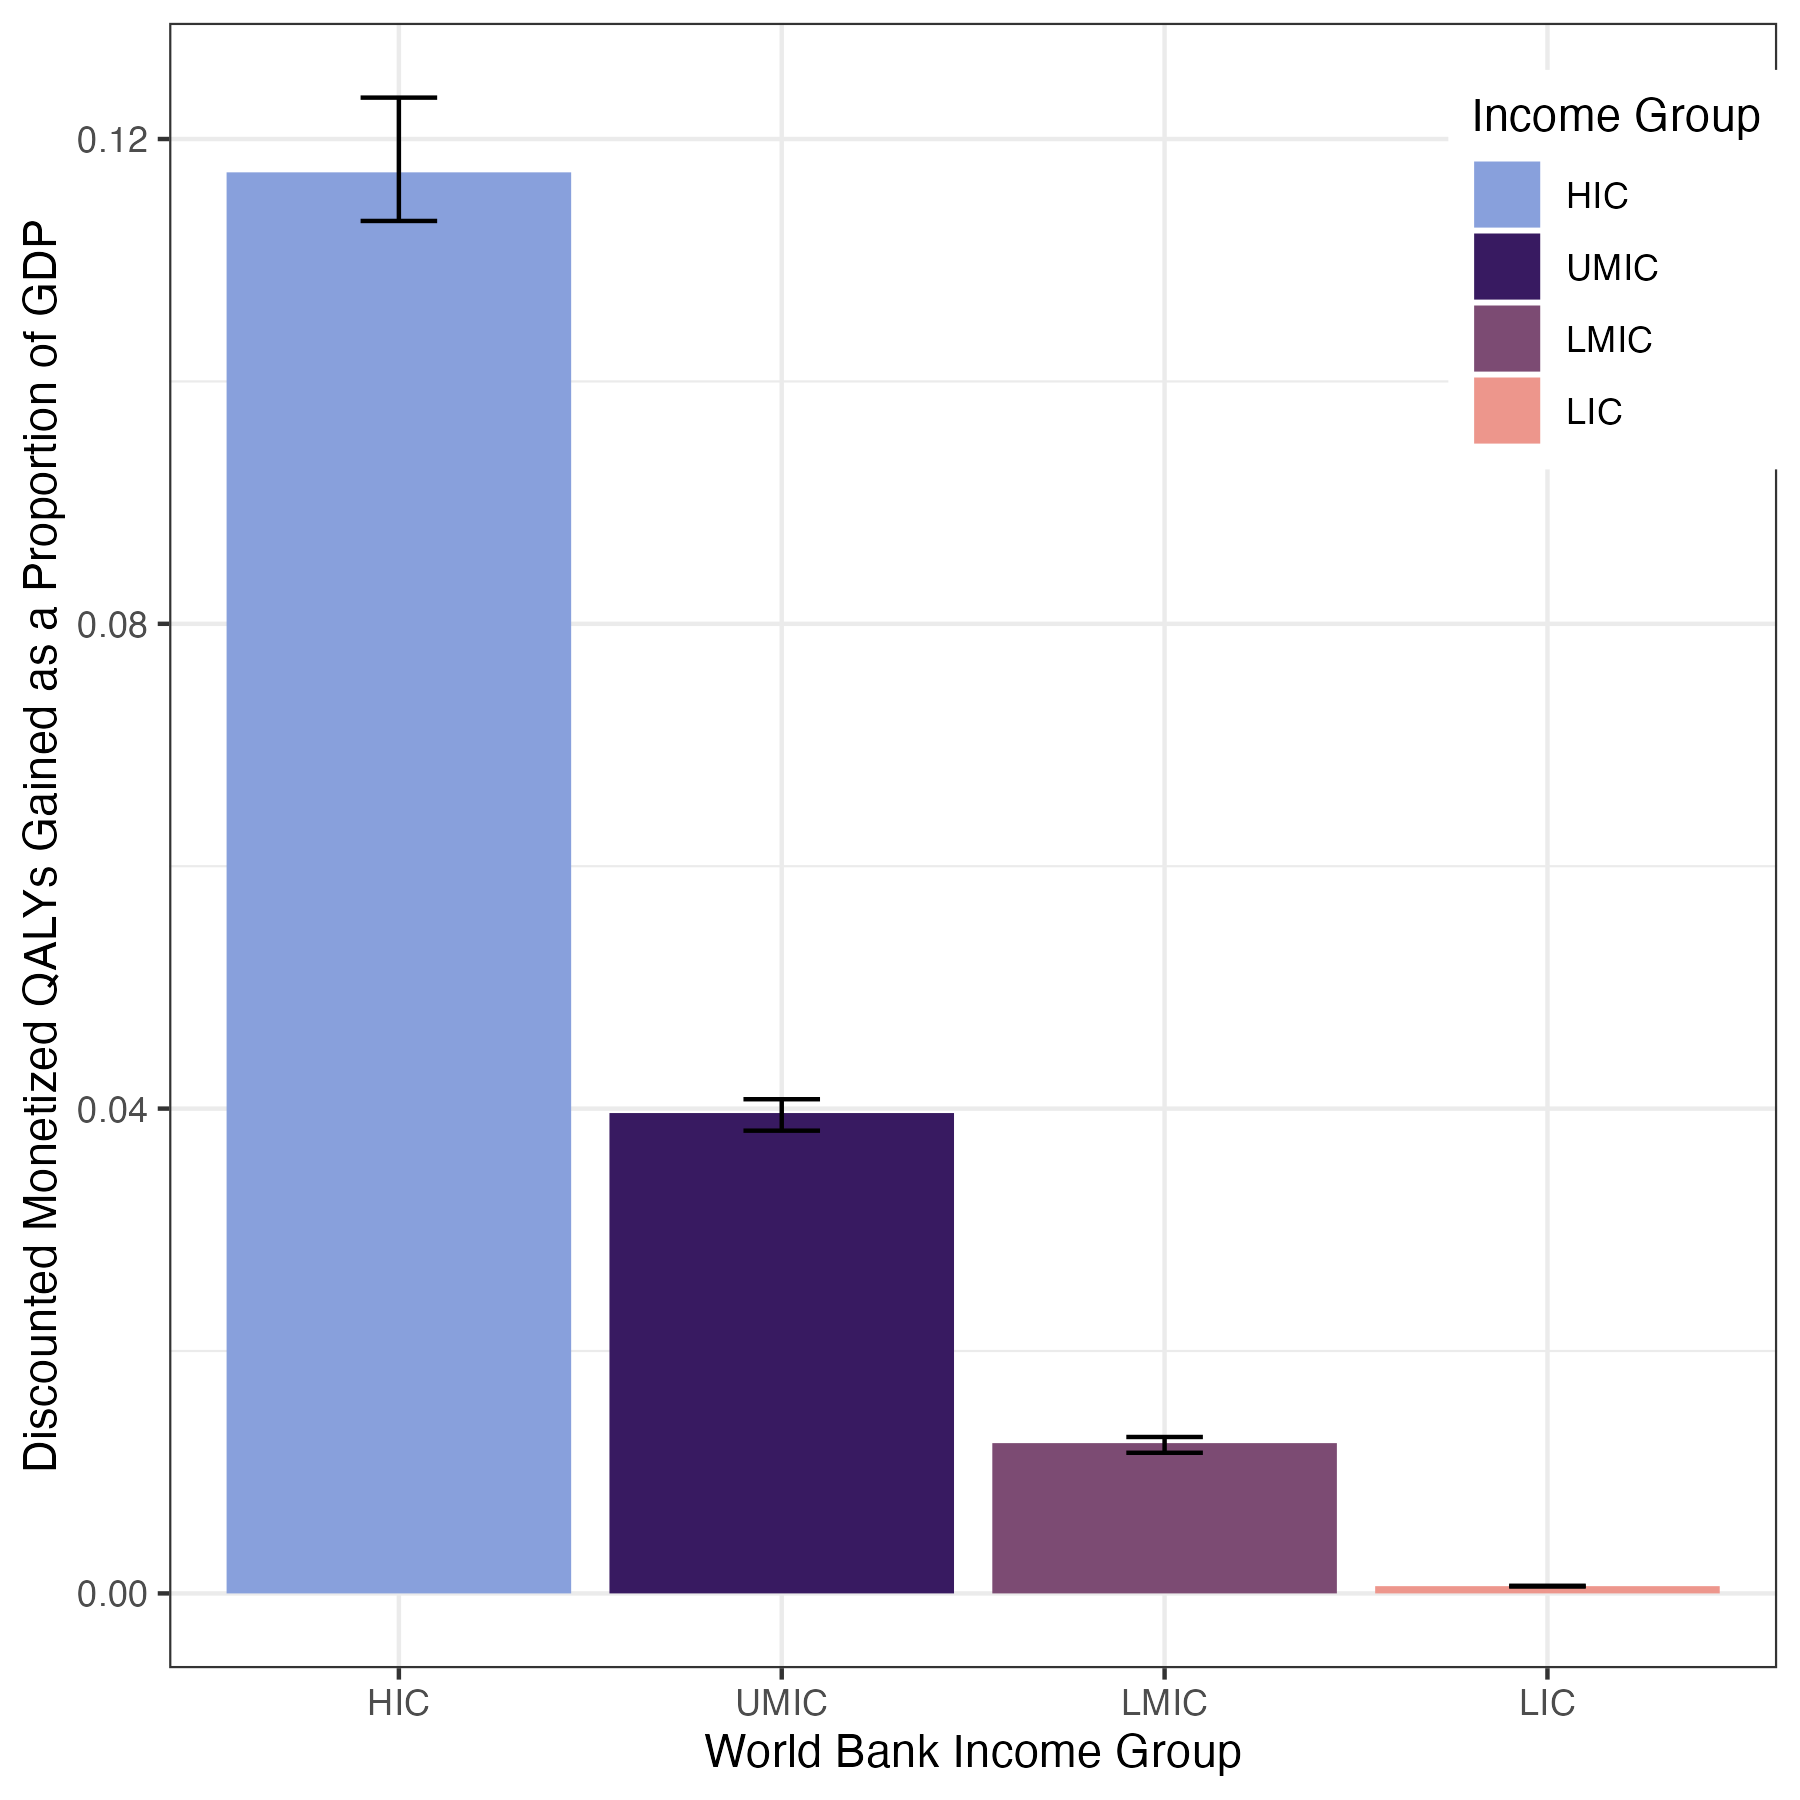 Discounted Monetized QALYs Gained as a Proportion of GDP
0.12
0.08
0.04
0.00
Income Group
HIC
UMIC
LMIC
LIC
HIC
UMIC
LMIC
LIC
World Bank Income Group